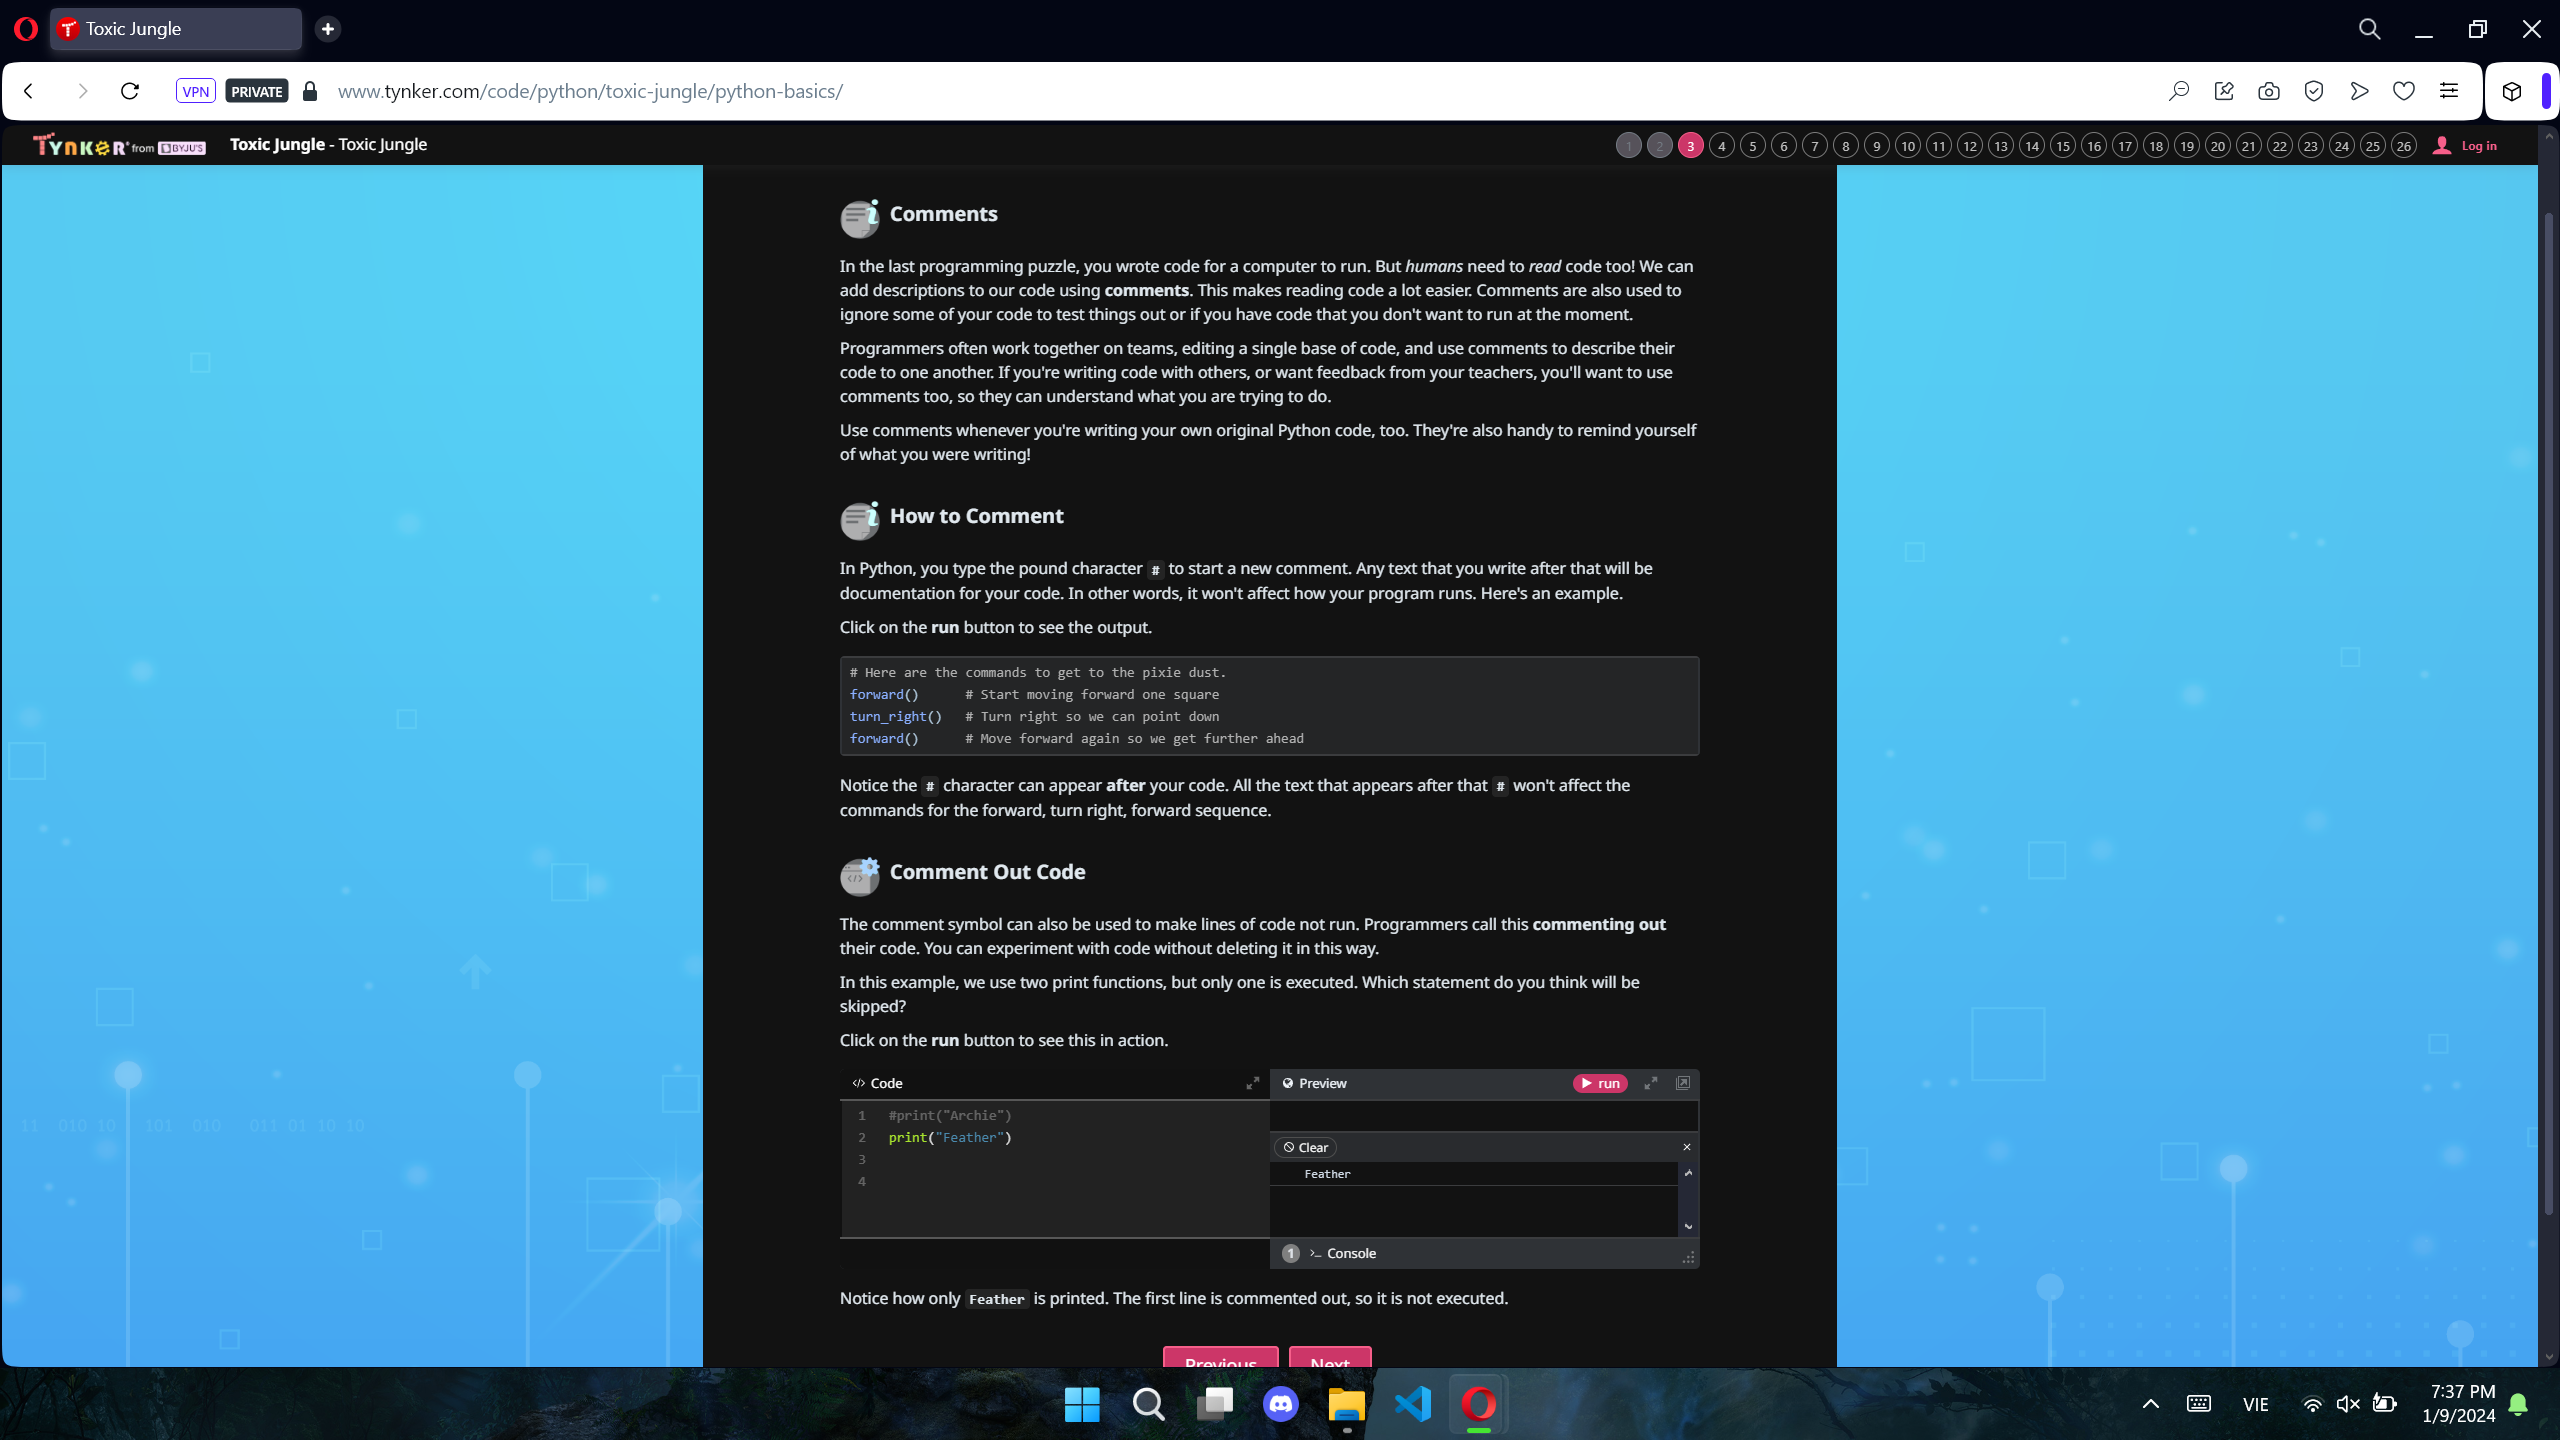 Toxic Jungle
VPN PRIVATE www.tynker.com/code/python/toxic-jungle/python-basics/
TYNKER from BYJU'S Toxic Jungle - Toxic Jungle 1 2 3 4 5 6 7 8 9 10 11 12 13 14 15 16 17 18 19 20 21 22 23 24 25 26 Log in
Comments
In the last programming puzzle, you wrote code for a computer to run. But humans need to read code too! We can
add descriptions to our code using comments. This makes reading code a lot easier. Comments are also used to
ignore some of your code to test things out or if you have code that you don't want to run at the moment.
Programmers often work together on teams, editing a single base of code, and use comments to describe their
code to one another. If you're writing code with others, or want feedback from your teachers, you'll want to use
comments too, so they can understand what you are trying to do.
Use comments whenever you're writing your own original Python code, too. They're also handy to remind yourself
of what you were writing!
How to Comment
In Python, you type the pound character # to start a new comment. Any text that you write after that will be
documentation for your code. In other words, it won't affect how your program runs. Here's an example.
Click on the run button to see the output.
# Here are the commands to get to the pixie dust.
forward() # Start moving forward one square
turn_right() # Turn right so we can point down
forward() # Move forward again so we get further ahead
Notice the # character can appear after your code. All the text that appears after that # won't affect the
commands for the forward, turn right, forward sequence.
Comment Out Code
The comment symbol can also be used to make lines of code not run. Programmers call this commenting out
their code. You can experiment with code without deleting it in this way.
In this example, we use two print functions, but only one is executed. Which statement do you think will be
skipped?
Click on the run button to see this in action.
</> Code Preview run
1 #print("Archie")
2 print("Feather")
3
4
Clear
Feather
1 >_ Console
Notice how only Feather is printed. The first line is commented out, so it is not executed.
Previous Next
11 010 10 101 010 011 01 10 10
VIE
7:37 PM
1/9/2024